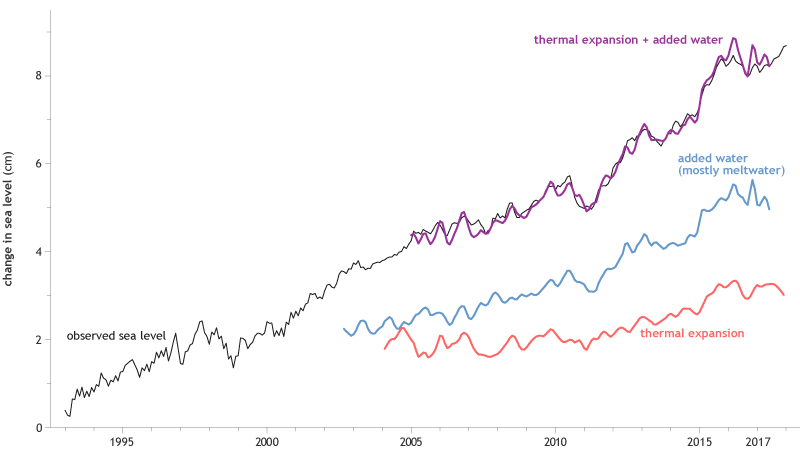 thermal expansion + added water
8
added water
(mostly meltwater)
6
change in sea level (cm)
4
observed sea level
thermal expansion
2
0
1995
2000
2005
2010
2015
2017